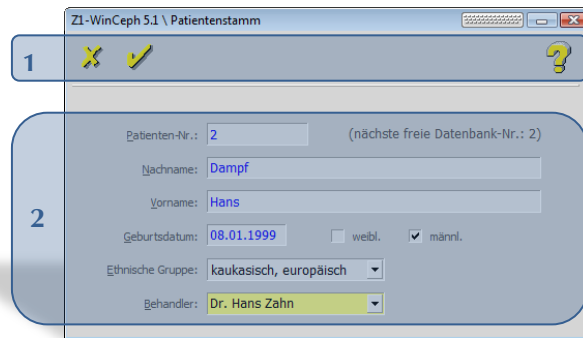 Z1-WinCeph 5.1 \ Patientenstamm
1
Patienten-Nr.: 2 (nächste freie Datenbank-Nr.: 2)
Nachname: Dampf
Vorname: Hans
2
Geburtsdatum: 08.01.1999 weibl. männl.
Ethnische Gruppe: kaukasisch, europäisch
Behandler: Dr. Hans Zahn